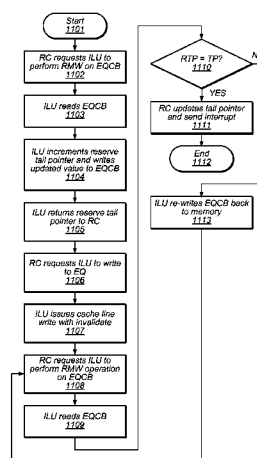 Start
1101
RC requests ILU to
perform RMW on EQCB
1102
ILU reads EQCB
1103
ILU increments reserve
tail pointer and writes
updated value to EQCB
1104
ILU returns reserve tail
pointer to RC
1105
RC requests ILU to write
to EQ
1106
ILU issues cache line
write with invalidate
1107
RC requests ILU to
perform RMW operation
on EQCB
1108
ILU reads EQCB
1109
RTP = TP?
1110
N
YES
RC updates tail pointer
and send interrupt
1111
End
1112
ILU re-writes EQCB back
to memory
1113